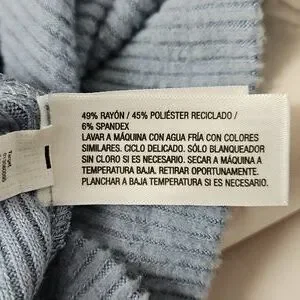 49% RAYÓN / 45% POLIÉSTER RECICLADO /
6% SPANDEX
LAVAR A MÁQUINA CON AGUA FRÍA CON COLORES
SIMILARES. CICLO DELICADO. SÓLO BLANQUEADOR
SIN CLORO SI ES NECESARIO. SECAR A MÁQUINA A
TEMPERATURA BAJA. RETIRAR OPORTUNAMENTE.
PLANCHAR A BAJA TEMPERATURA SI ES NECESARIO.
Target